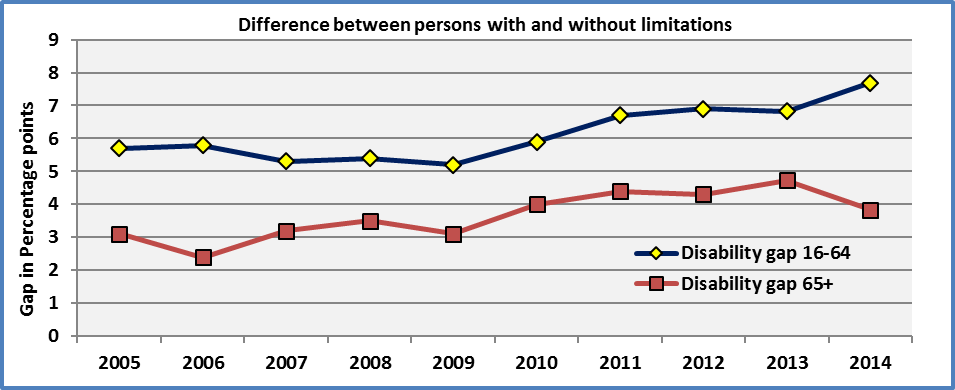 Difference between persons with and without limitations
Gap in Percentage points
9
8
7
6
5
4
3
2
1
0
Disability gap 16-64
Disability gap 65+
2005 2006 2007 2008 2009 2010 2011 2012 2013 2014